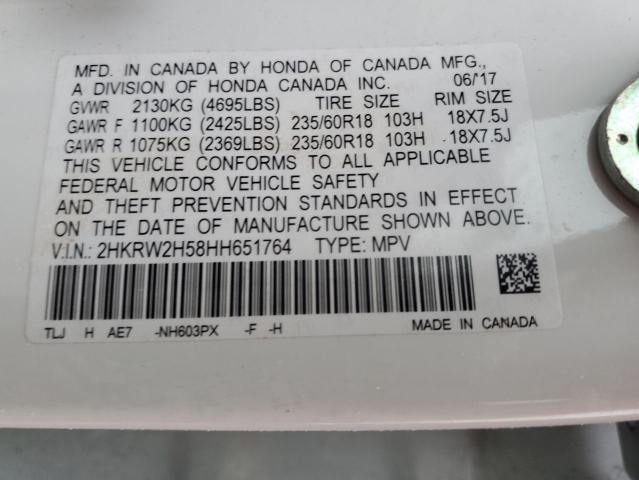 MFD. IN CANADA BY HONDA OF CANADA MFG.,
A DIVISION OF HONDA CANADA INC. 06/17
GVWR 2130KG (4695LBS) TIRE SIZE RIM SIZE
GAWR F 1100KG (2425LBS) 235/60R18 103H 18X7.5J
GAWR R 1075KG (2369LBS) 235/60R18 103H 18X7.5J
THIS VEHICLE CONFORMS TO ALL APPLICABLE
FEDERAL MOTOR VEHICLE SAFETY
AND THEFT PREVENTION STANDARDS IN EFFECT
ON THE DATE OF MANUFACTURE SHOWN ABOVE.
V.I.N.: 2HKRW2H58HH651764 TYPE: MPV
TLJ H AE7 -NH603PX -F -H MADE IN CANADA